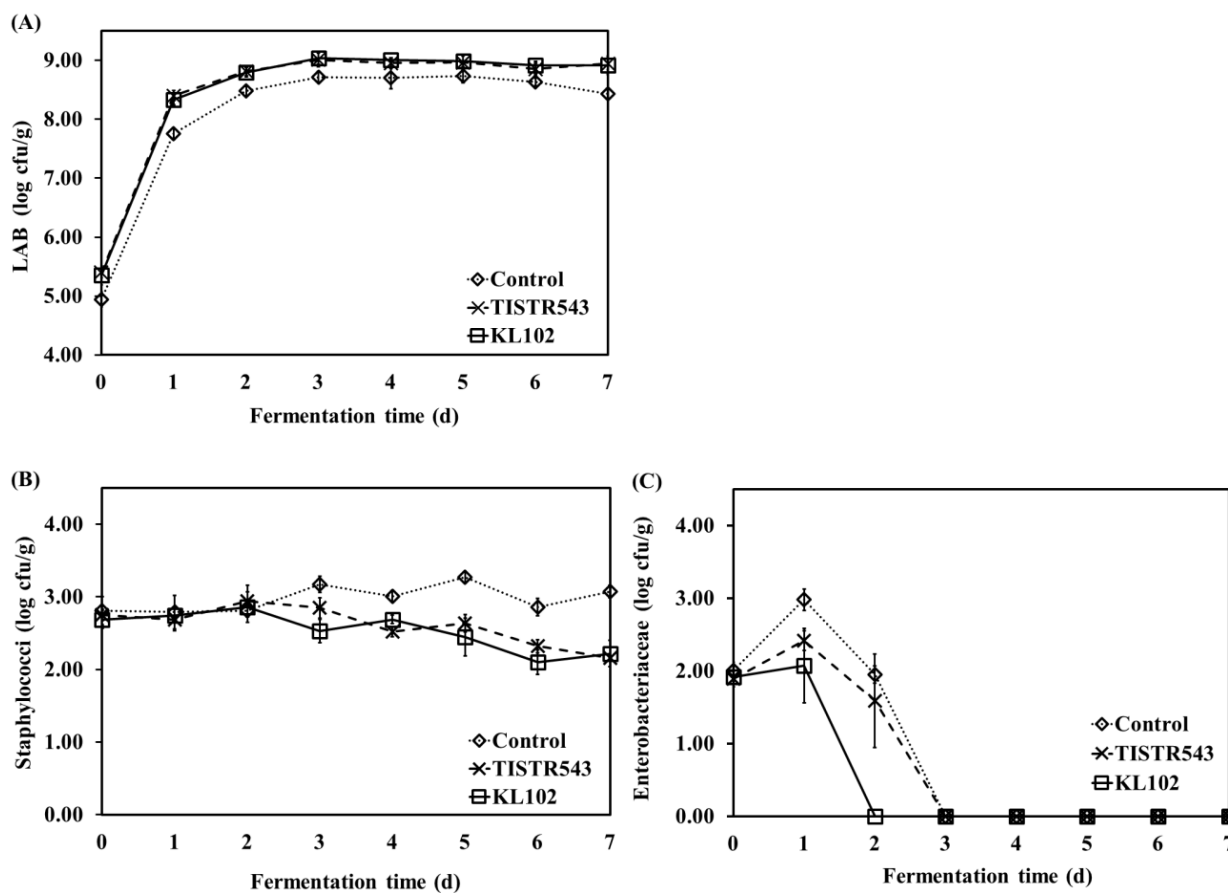 (A)
9.00
8.00
7.00
6.00
5.00
4.00
LAB (log cfu/g)
Control
TISTR543
KL102
0 1 2 3 4 5 6 7
Fermentation time (d)
(B)
4.00
3.00
2.00
1.00
0.00
Staphylococci (log cfu/g)
Control
TISTR543
KL102
0 1 2 3 4 5 6 7
Fermentation time (d)
(C)
4.00
3.00
2.00
1.00
0.00
Enterobacteriaceae (log cfu/g)
Control
TISTR543
KL102
0 1 2 3 4 5 6 7
Fermentation time (d)